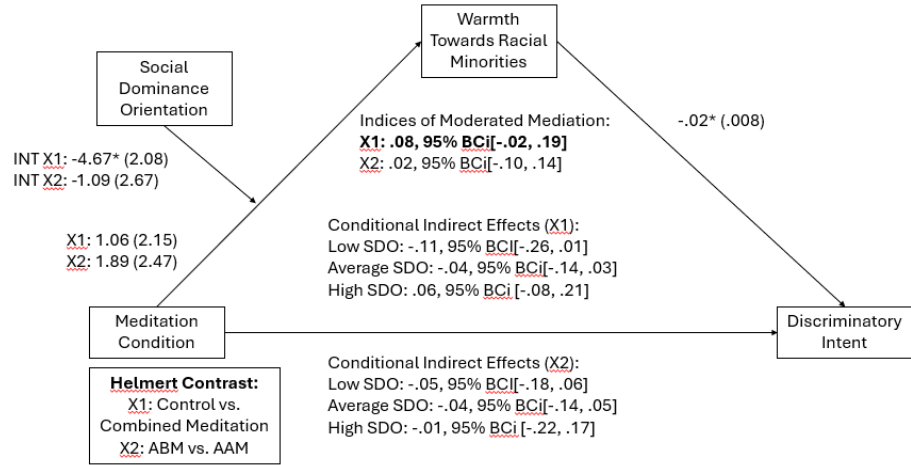 Warmth
Towards Racial
Minorities
Social
Dominance
Orientation
Indices of Moderated Mediation:
X1: .08, 95% BCi[-.02, .19]
X2: .02, 95% BCi[-.10, .14]
-.02* (.008)
INT X1: -4.67* (2.08)
INT X2: -1.09 (2.67)
X1: 1.06 (2.15)
X2: 1.89 (2.47)
Conditional Indirect Effects (X1):
Low SDO: -.11, 95% BCI[-.26, .01]
Average SDO: -.04, 95% BCi[-.14, .03]
High SDO: .06, 95% BCi [-.08, .21]
Meditation
Condition
Discriminatory
Intent
Helmert Contrast:
X1: Control vs.
Combined Meditation
X2: ABM vs. AAM
Conditional Indirect Effects (X2):
Low SDO: -.05, 95% BCI[-.18, .06]
Average SDO: -.04, 95% BCi[-.14, .05]
High SDO: -.01, 95% BCi [-.22, .17]